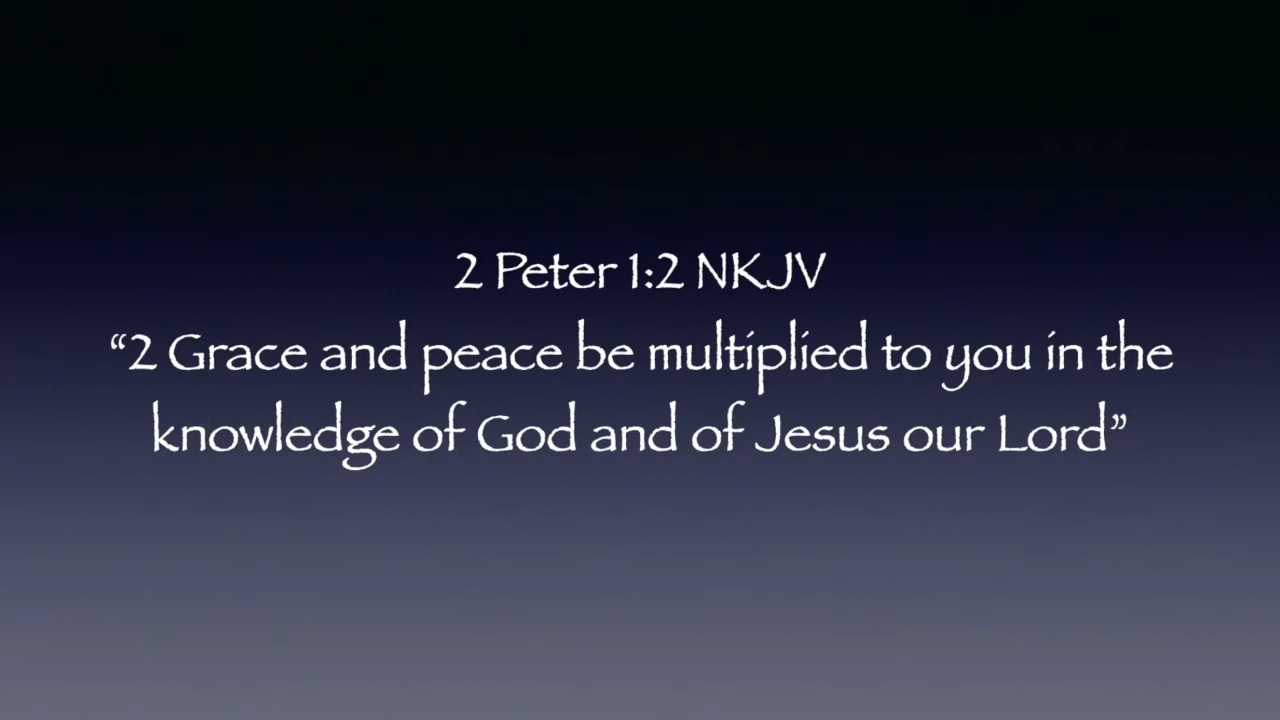 2 Peter 1:2 NKJV
“2 Grace and peace be multiplied to you in the
knowledge of God and of Jesus our Lord”